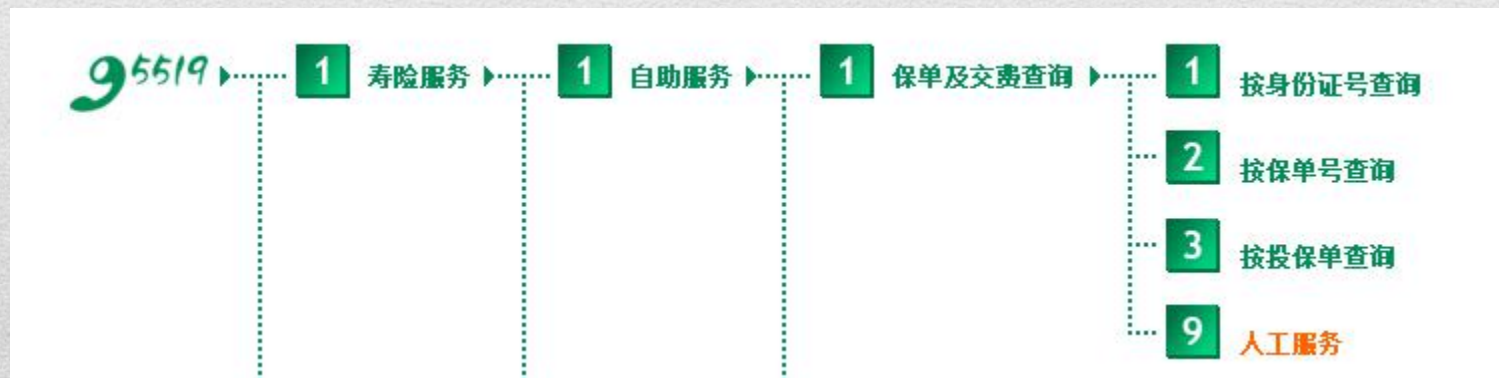 95519 1 寿险服务 1 自助服务 1 保单及交费查询 1 按身份证号查询
2 按保单号查询
3 按投保单查询
9 人工服务